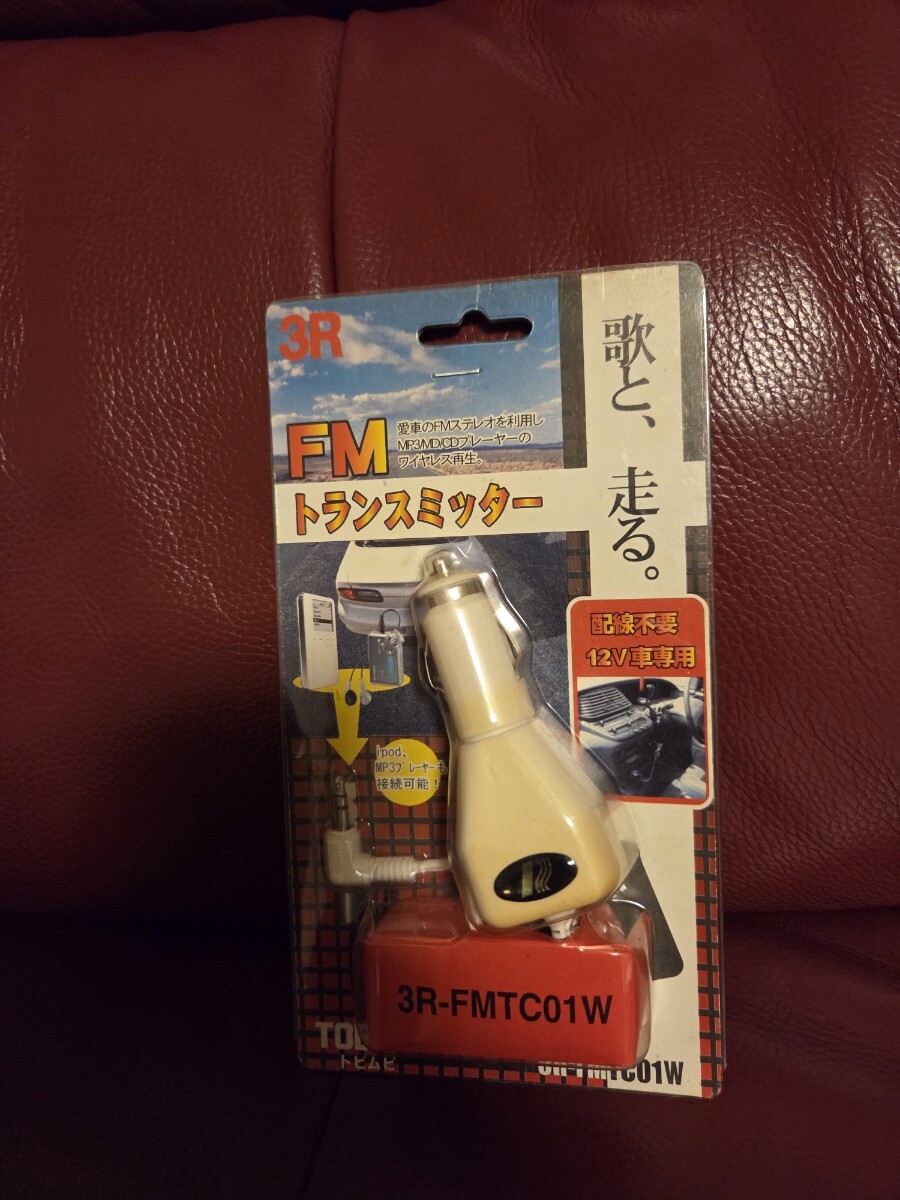 3R
歌と、走る。
FM
愛車のFMステレオを利用し
MP3/MD/CDプレーヤーの
ワイヤレス再生。
トランスミッター
配線不要
12V車専用
ipod、
MP3プレーヤーも
接続可能!
3R-FMTC01W
トビムビ
3R-FMTC01W